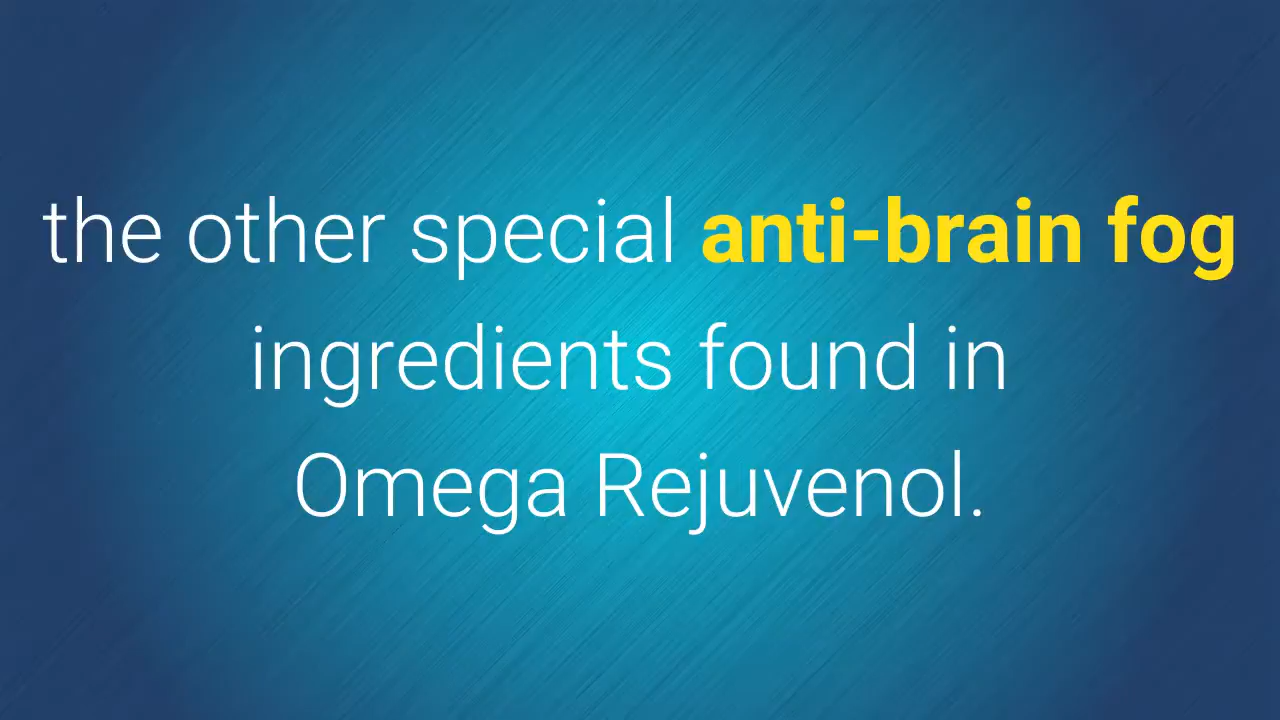 the other special anti-brain fog
ingredients found in
Omega Rejuvenol.